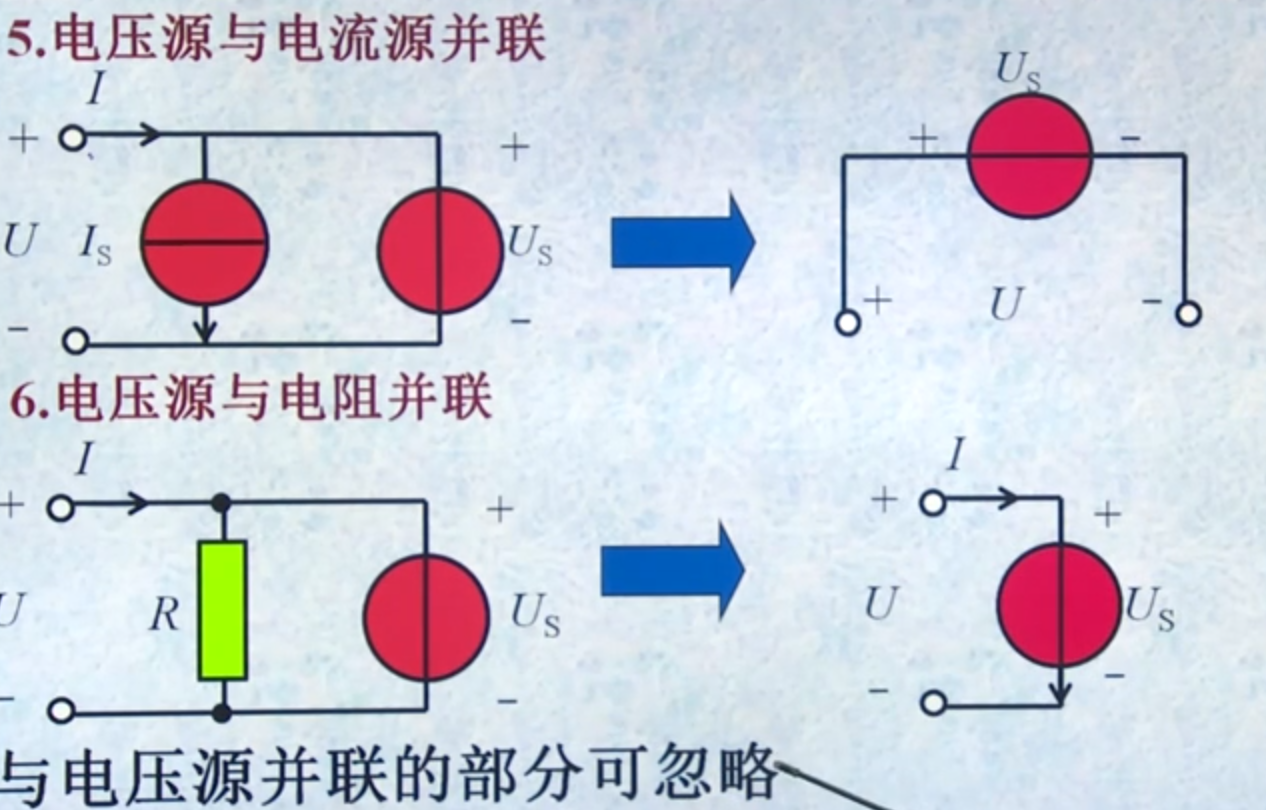 5.电压源与电流源并联
I
U_S
+ + + -
U I_S U_S
+ U -
- -
6.电压源与电阻并联
I I
+ + + +
U R U_S U U_S
- - - -
与电压源并联的部分可忽略